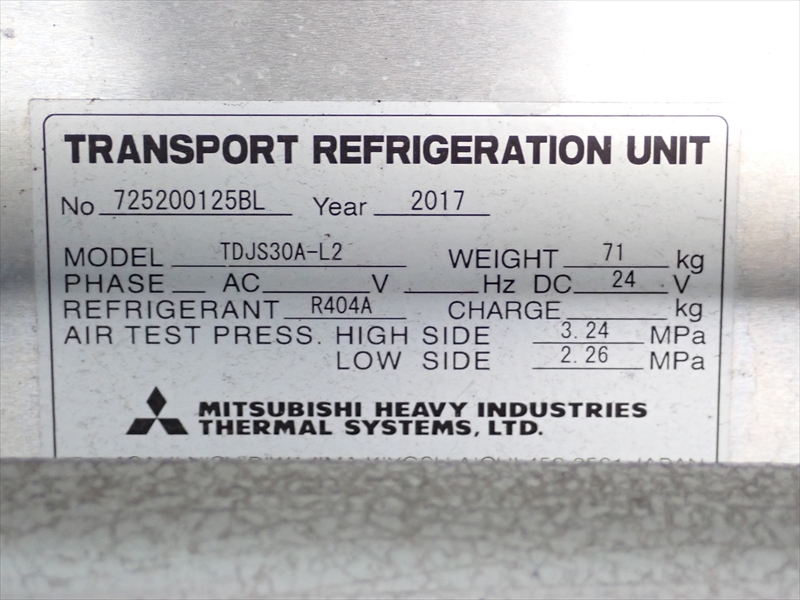 TRANSPORT REFRIGERATION UNIT
No 725200125BL Year 2017
MODEL TDJS30A-L2 WEIGHT 71 kg
PHASE AC V Hz DC 24 V
REFRIGERANT R404A CHARGE kg
AIR TEST PRESS. HIGH SIDE 3.24 MPa
LOW SIDE 2.26 MPa
MITSUBISHI HEAVY INDUSTRIES
THERMAL SYSTEMS, LTD.